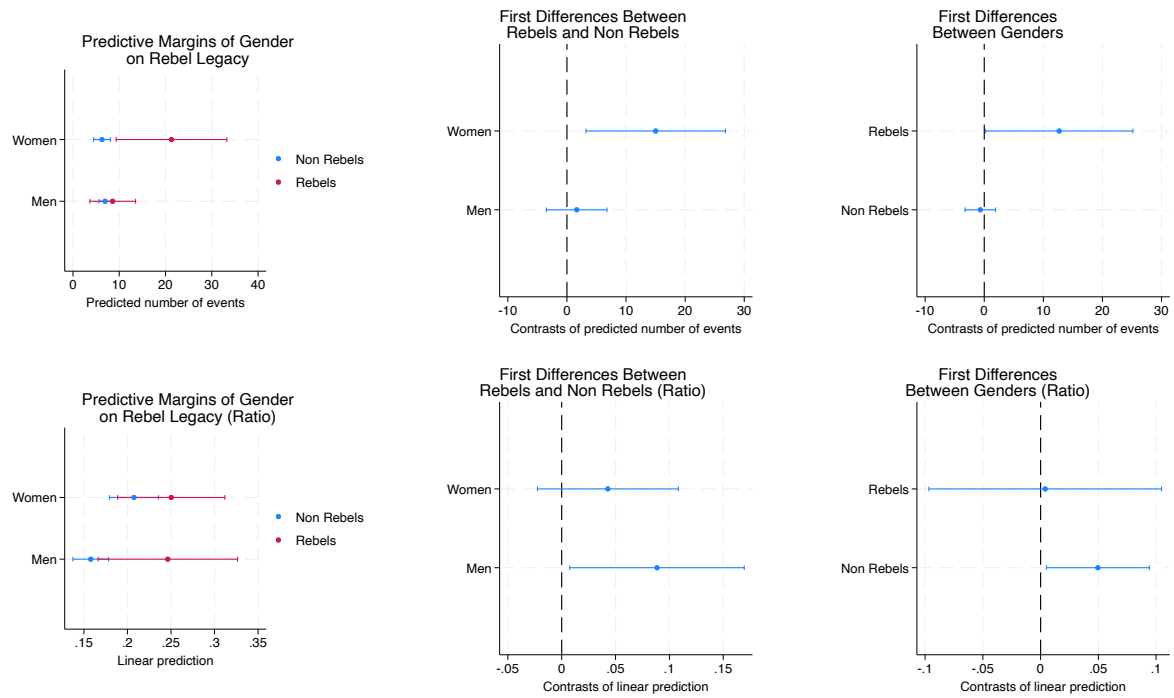 Predictive Margins of Gender
on Rebel Legacy
Women
Men
0 10 20 30 40
Predicted number of events
Non Rebels
Rebels
First Differences Between
Rebels and Non Rebels
Women
Men
-10 0 10 20 30
Contrasts of predicted number of events
First Differences
Between Genders
Rebels
Non Rebels
-10 0 10 20 30
Contrasts of predicted number of events
Predictive Margins of Gender
on Rebel Legacy (Ratio)
Women
Men
.15 .2 .25 .3 .35
Linear prediction
Non Rebels
Rebels
First Differences Between
Rebels and Non Rebels (Ratio)
Women
Men
-.05 0 .05 .1 .15
Contrasts of linear prediction
First Differences
Between Genders (Ratio)
Rebels
Non Rebels
-.1 -.05 0 .05 .1
Contrasts of linear prediction